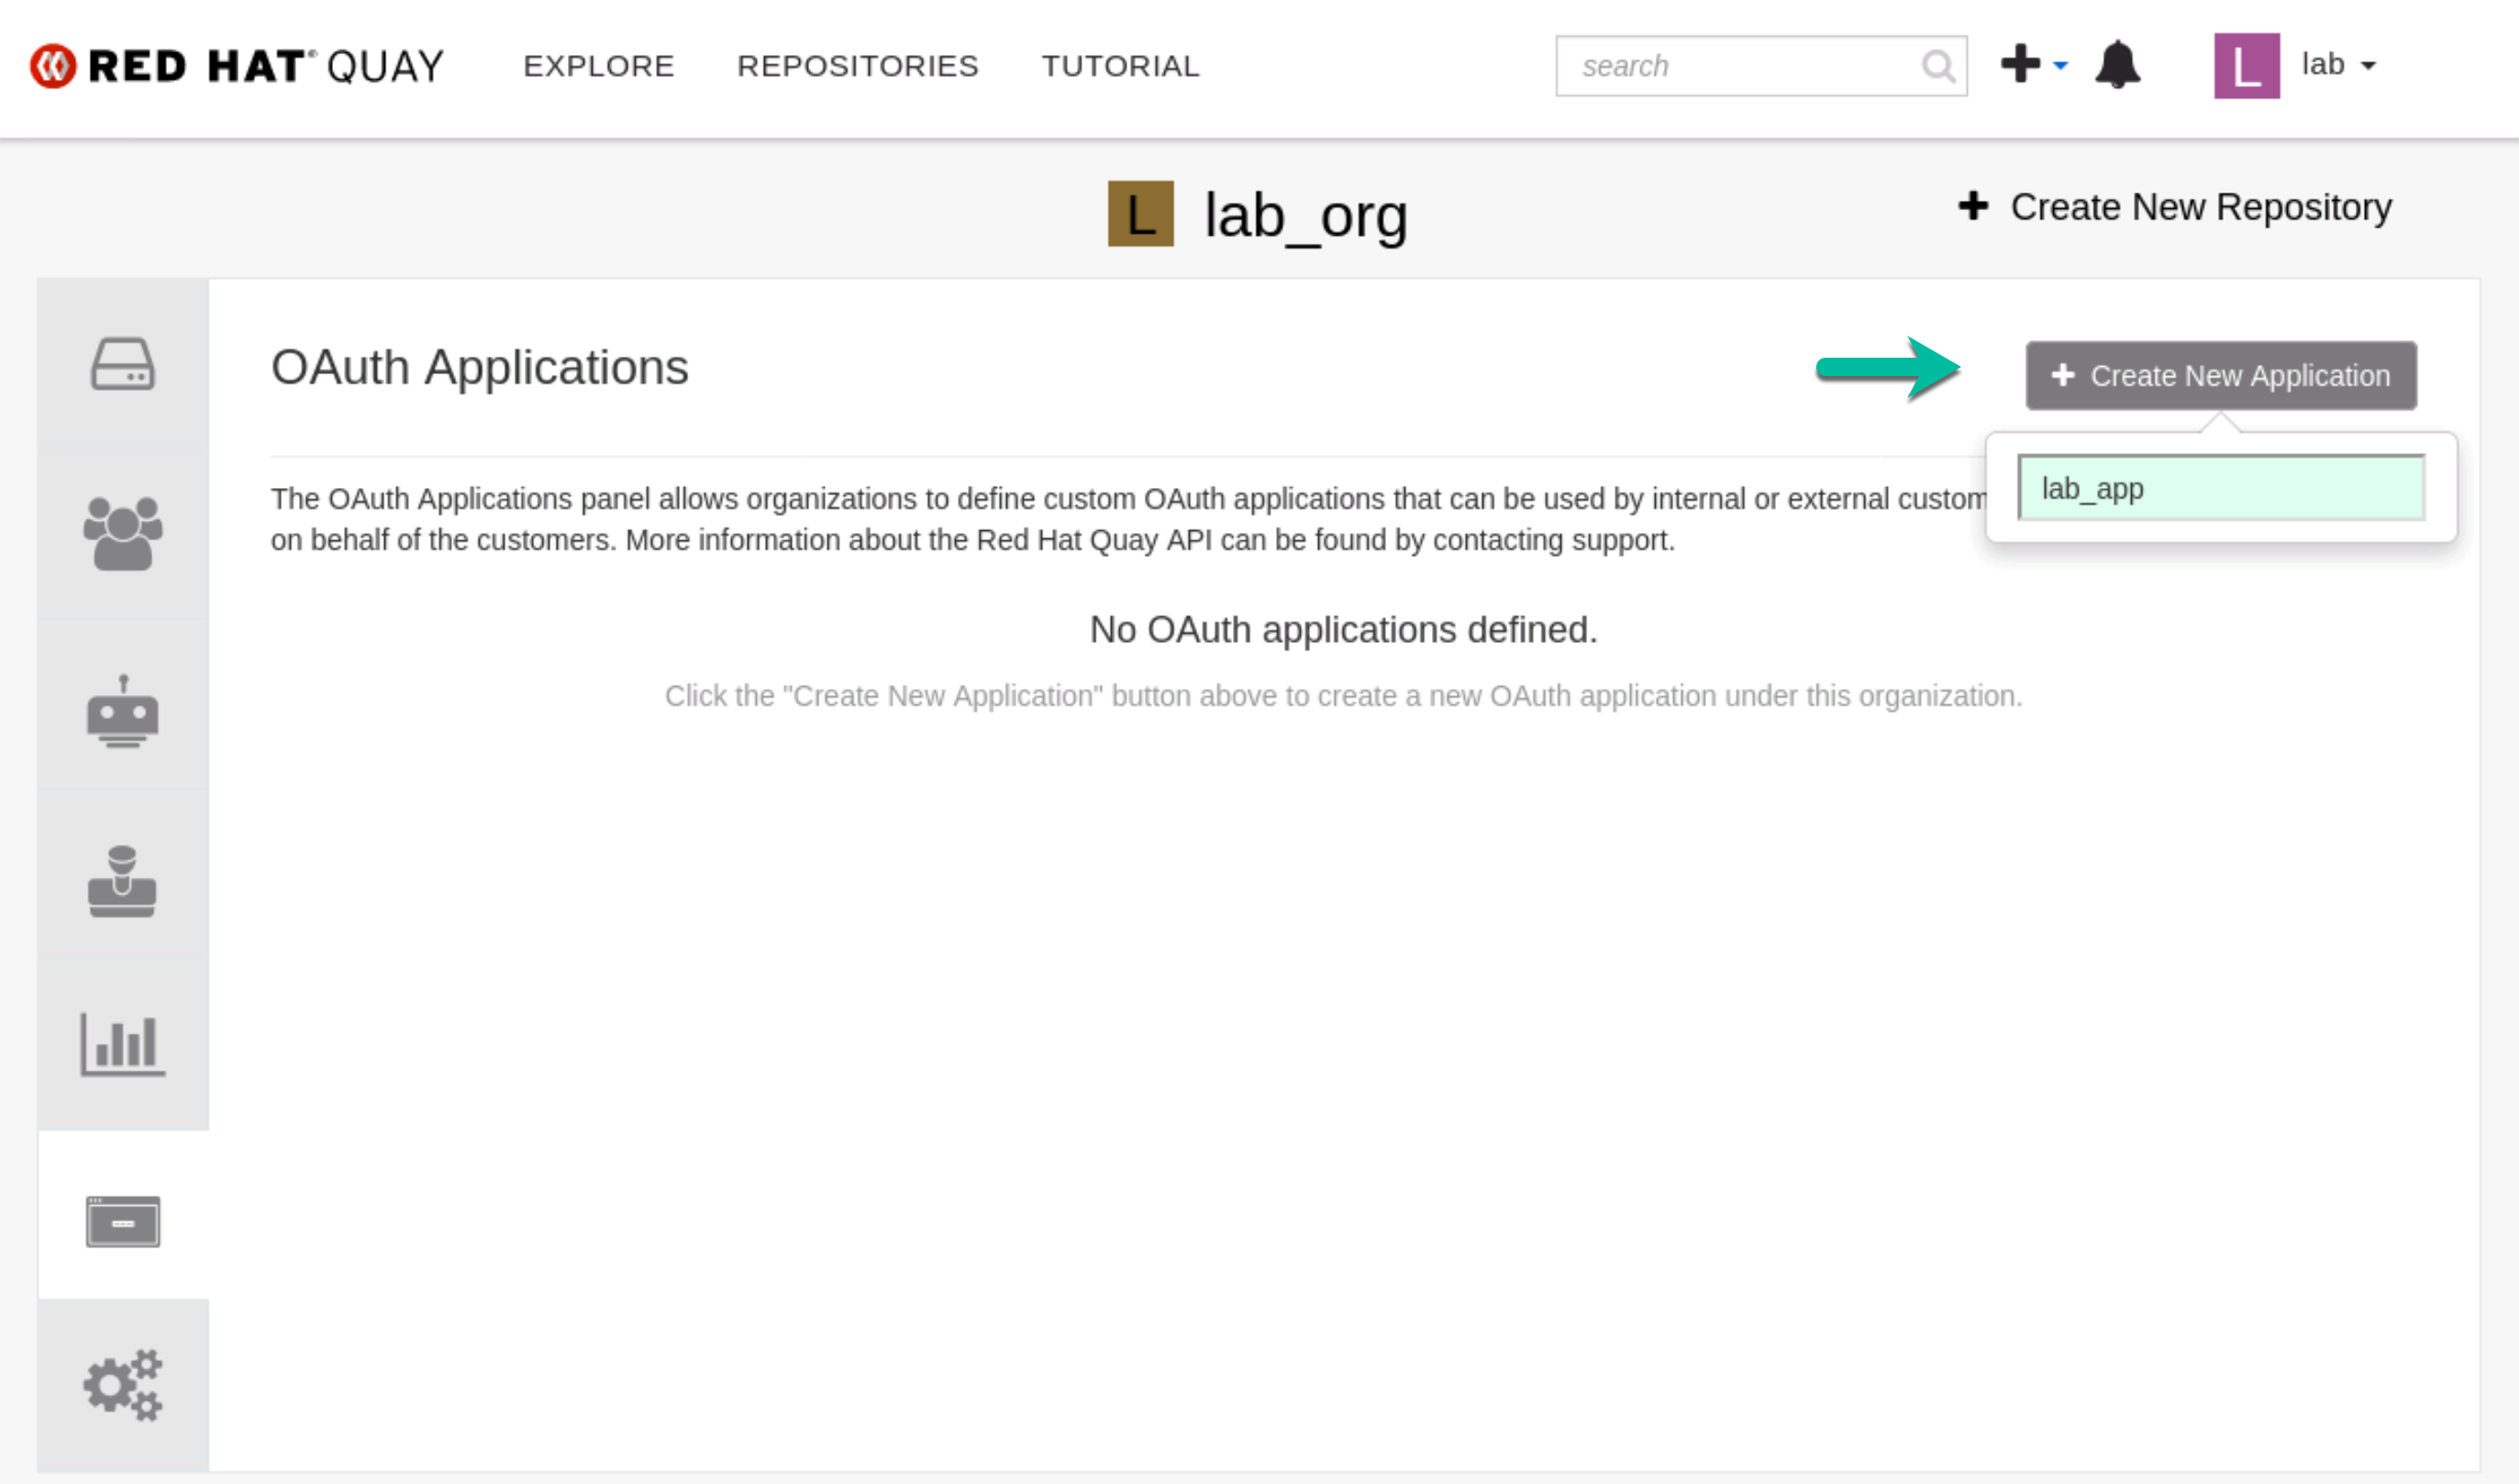 RED HAT® QUAY EXPLORE REPOSITORIES TUTORIAL search L lab
L lab_org Create New Repository
OAuth Applications Create New Application
lab_app
The OAuth Applications panel allows organizations to define custom OAuth applications that can be used by internal or external custom
on behalf of the customers. More information about the Red Hat Quay API can be found by contacting support.
No OAuth applications defined.
Click the "Create New Application" button above to create a new OAuth application under this organization.